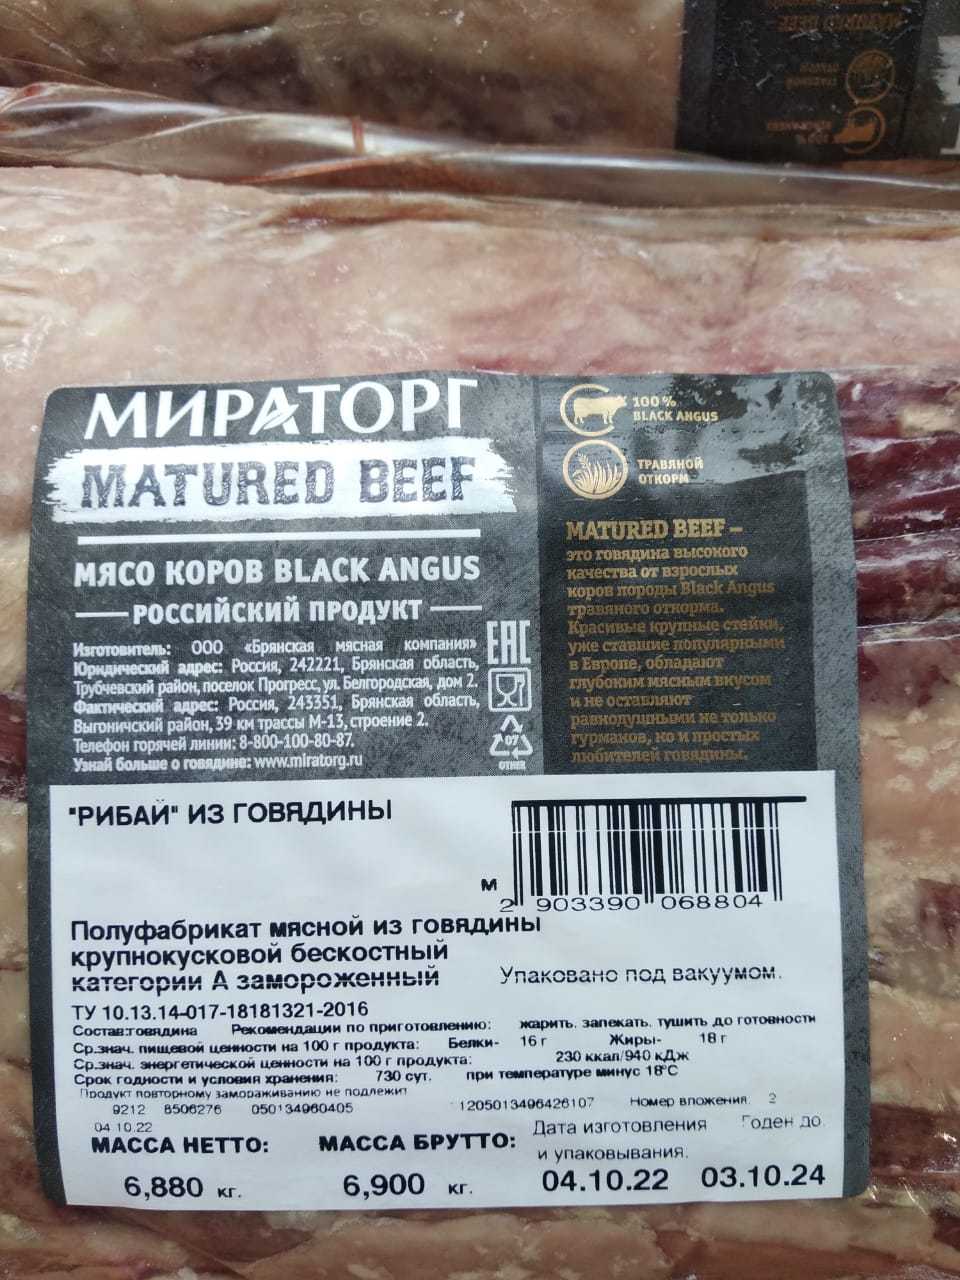 МИРАТОРГ
MATURED BEEF
МЯСО КОРОВ BLACK ANGUS
РОССИЙСКИЙ ПРОДУКТ
Изготовитель: ООО «Брянская мясная компания»
Юридический адрес: Россия, 242221, Брянская область,
Трубчевский район, поселок Прогресс, ул. Белгородская, дом 2.
Фактический адрес: Россия, 243351, Брянская область,
Выгоничский район, 39 км трассы М-13, строение 2.
Телефон горячей линии: 8-800-100-80-87.
Узнай больше о говядине: www.miratorg.ru
EAC
07
OTHER
100 %
BLACK ANGUS
ТРАВЯНОЙ
ОТКОРМ
MATURED BEEF –
это говядина высокого
качества от взрослых
коров породы Black Angus
травяного откорма.
Красивые крупные стейки,
уже ставшие популярными
в Европе, обладают
глубоким мясным вкусом
и не оставляют
равнодушными не только
гурманов, но и простых
любителей говядины.
"РИБАЙ" ИЗ ГОВЯДИНЫ
М
2 903390 068804
Полуфабрикат мясной из говядины
крупнокусковой бескостный
категории А замороженный
Упаковано под вакуумом.
ТУ 10.13.14-017-18181321-2016
Состав:говядина Рекомендации по приготовлению: жарить. запекать. тушить до готовности
Ср.знач. пищевой ценности на 100 г продукта: Белки- 16 г Жиры- 18 г
Ср.знач. энергетической ценности на 100 г продукта: 230 ккал/940 кДж
Срок годности и условия хранения: 730 сут. при температуре минус 18°С
Продукт повторному замораживанию не подлежит
9212 8506276 050134960405 1205013496426107 Номер вложения. 2
04.10.22
МАССА НЕТТО: МАССА БРУТТО: Дата изготовления Годен до.
и упаковывания.
6,880 кг. 6,900 кг. 04.10.22 03.10.24